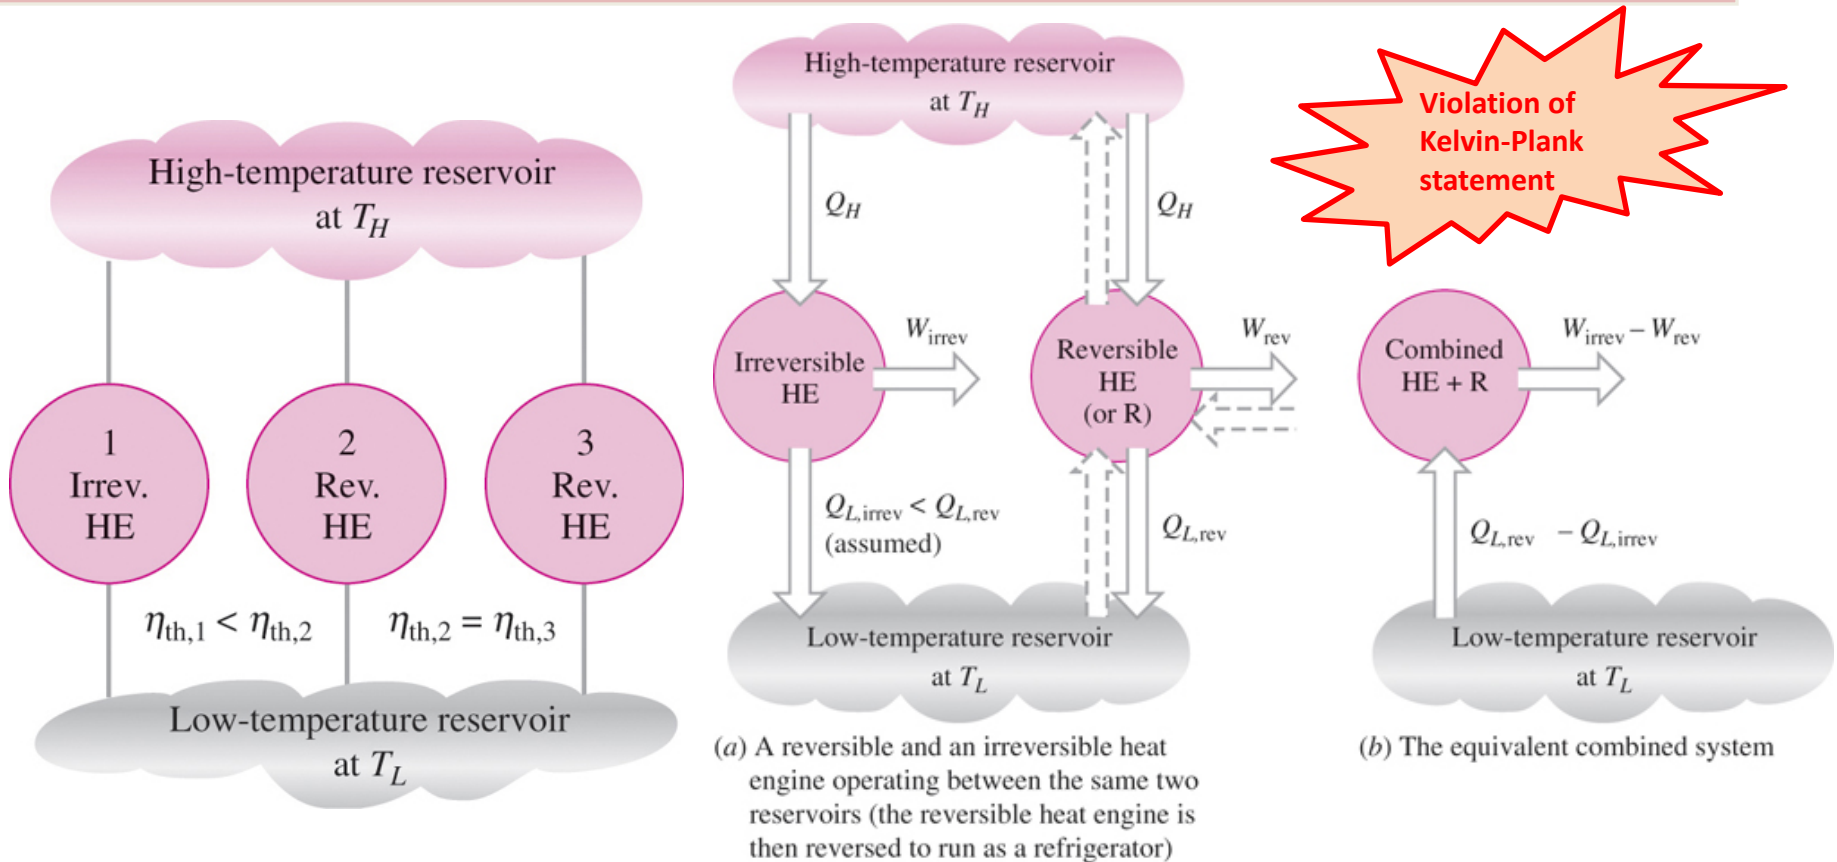 High-temperature reservoir
at T_H
1
Irrev.
HE
2
Rev.
HE
3
Rev.
HE
η_th,1 < η_th,2
η_th,2 = η_th,3
Low-temperature reservoir
at T_L
High-temperature reservoir
at T_H
Q_H
Q_H
Irreversible
HE
W_irrev
Reversible
HE
(or R)
W_rev
Q_L,irrev < Q_L,rev
(assumed)
Q_L,rev
Low-temperature reservoir
at T_L
(a) A reversible and an irreversible heat
engine operating between the same two
reservoirs (the reversible heat engine is
then reversed to run as a refrigerator)
Violation of
Kelvin-Plank
statement
Combined
HE + R
W_irrev – W_rev
Q_L,rev – Q_L,irrev
Low-temperature reservoir
at T_L
(b) The equivalent combined system